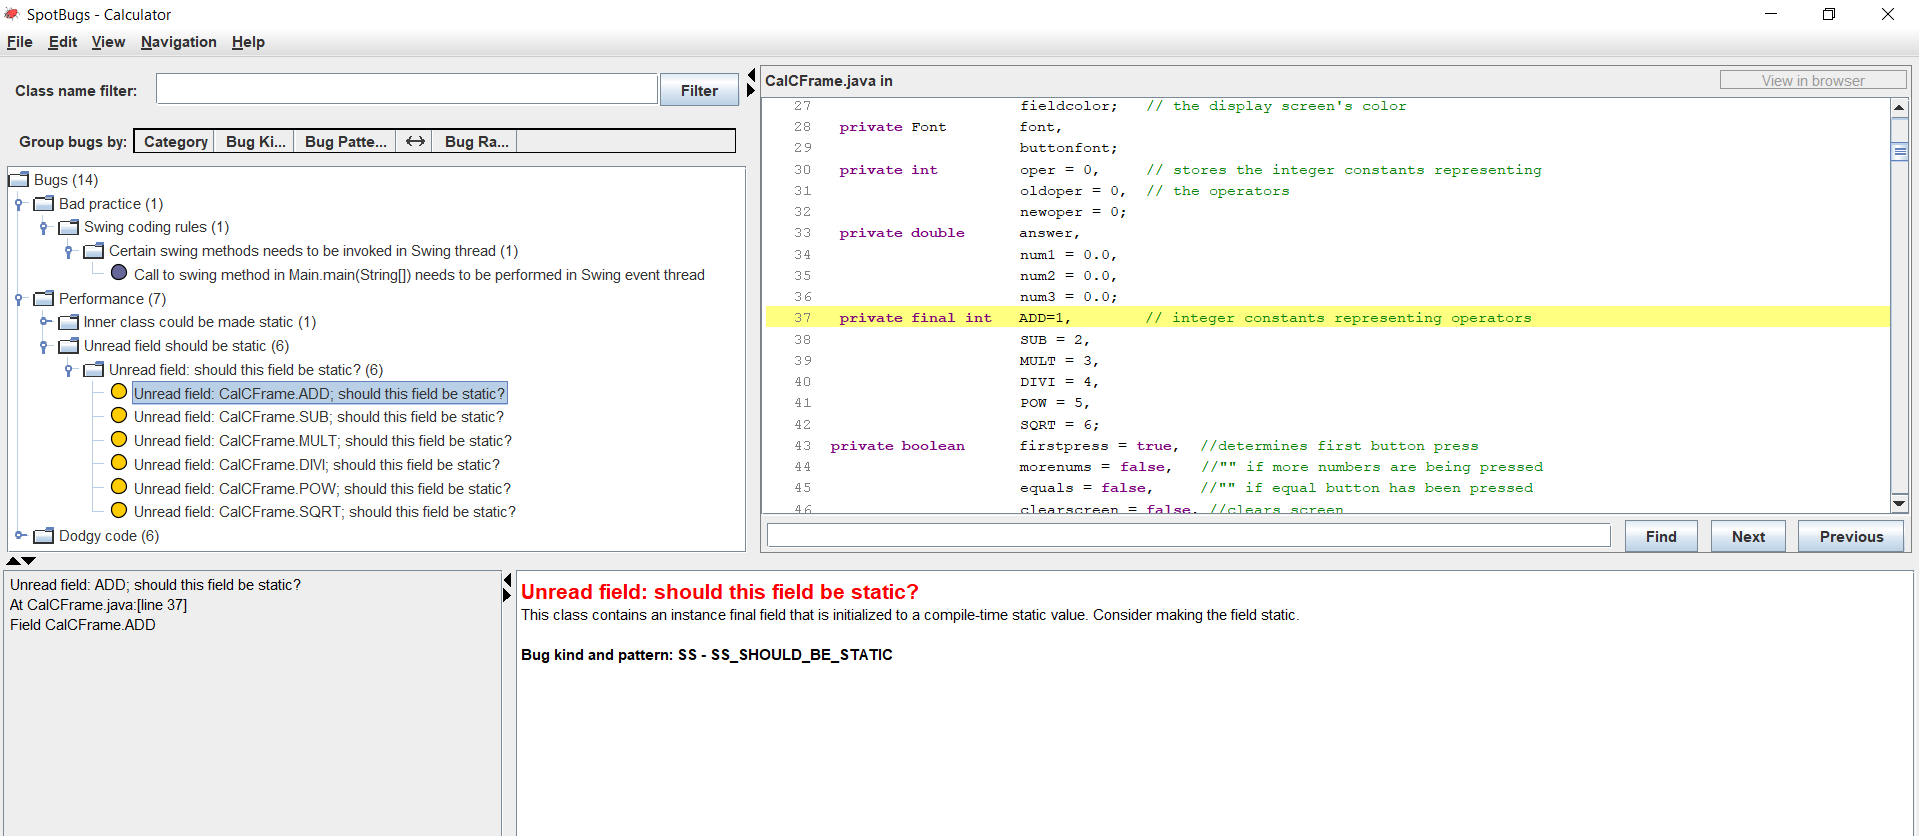 SpotBugs - Calculator
File Edit View Navigation Help
Class name filter:
Filter
Group bugs by: Category Bug Ki... Bug Patte... Bug Ra...
Bugs (14)
Bad practice (1)
Swing coding rules (1)
Certain swing methods needs to be invoked in Swing thread (1)
Call to swing method in Main.main(String[]) needs to be performed in Swing event thread
Performance (7)
Inner class could be made static (1)
Unread field should be static (6)
Unread field: should this field be static? (6)
Unread field: CalCFrame.ADD; should this field be static?
Unread field: CalCFrame.SUB; should this field be static?
Unread field: CalCFrame.MULT; should this field be static?
Unread field: CalCFrame.DIVI; should this field be static?
Unread field: CalCFrame.POW; should this field be static?
Unread field: CalCFrame.SQRT; should this field be static?
Dodgy code (6)
CalCFrame.java in
View in browser
27 fieldcolor; // the display screen's color
28 private Font font,
29 buttonfont;
30 private int oper = 0, // stores the integer constants representing
31 oldoper = 0, // the operators
32 newoper = 0;
33 private double answer,
34 num1 = 0.0,
35 num2 = 0.0,
36 num3 = 0.0;
37 private final int ADD=1, // integer constants representing operators
38 SUB = 2,
39 MULT = 3,
40 DIVI = 4,
41 POW = 5,
42 SQRT = 6;
43 private boolean firstpress = true, //determines first button press
44 morenums = false, //"" if more numbers are being pressed
45 equals = false, //"" if equal button has been pressed
46 clearscreen = false, //clears screen
Find Next Previous
Unread field: ADD; should this field be static?
At CalCFrame.java:[line 37]
Field CalCFrame.ADD
Unread field: should this field be static?
This class contains an instance final field that is initialized to a compile-time static value. Consider making the field static.
Bug kind and pattern: SS - SS_SHOULD_BE_STATIC